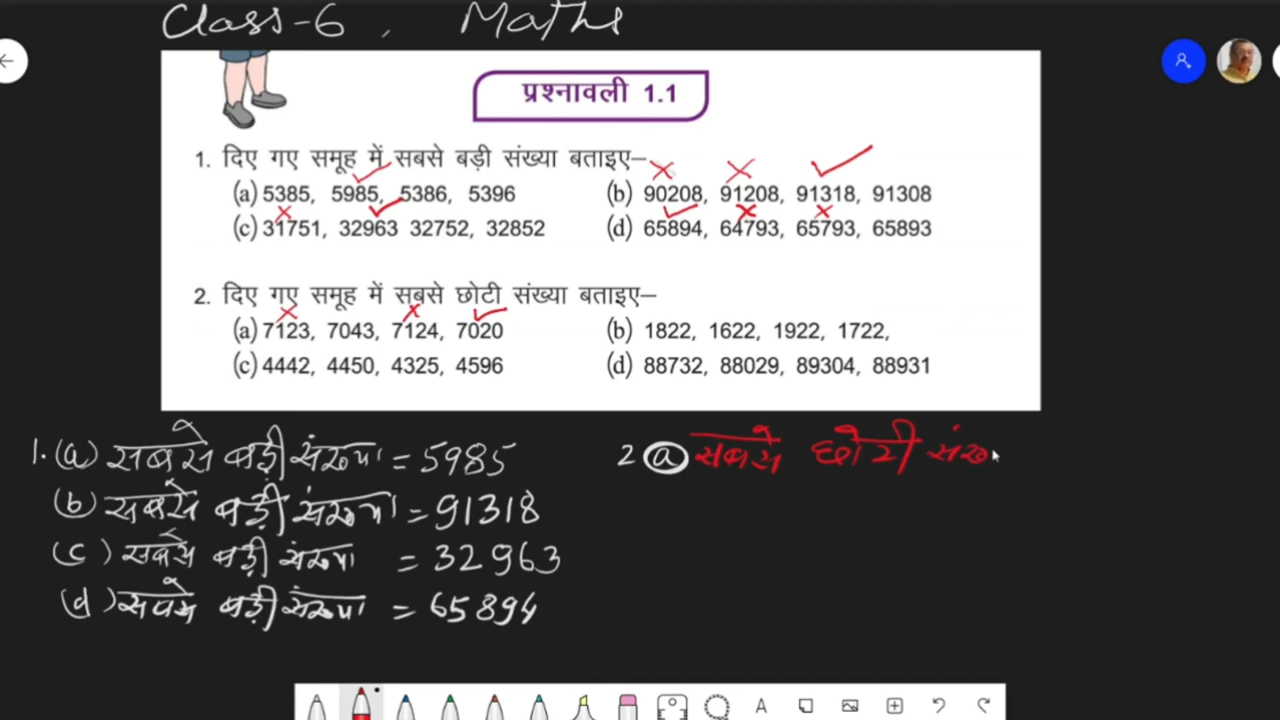 Class-6, Maths
प्रश्नावली 1.1
1. दिए गए समूह में सबसे बड़ी संख्या बताइए–
(a) 5385, 5985, 5386, 5396 (b) 90208, 91208, 91318, 91308
(c) 31751, 32963 32752, 32852 (d) 65894, 64793, 65793, 65893
2. दिए गए समूह में सबसे छोटी संख्या बताइए–
(a) 7123, 7043, 7124, 7020 (b) 1822, 1622, 1922, 1722,
(c) 4442, 4450, 4325, 4596 (d) 88732, 88029, 89304, 88931
1. (a) सबसे बड़ी संख्या = 5985
(b) सबसे बड़ी संख्या = 91318
(c) सबसे बड़ी संख्या = 32963
(d) सबसे बड़ी संख्या = 65894
2 (a) सबसे छोटी संख
A